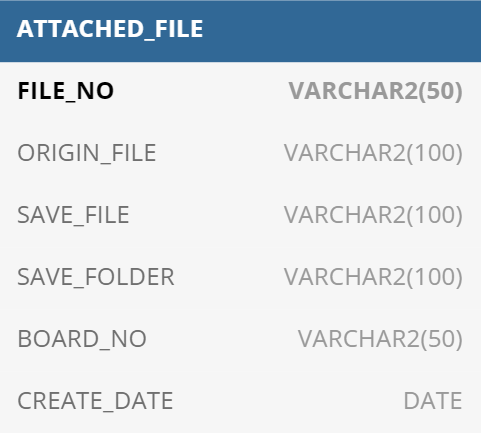 ATTACHED_FILE
FILE_NO VARCHAR2(50)
ORIGIN_FILE VARCHAR2(100)
SAVE_FILE VARCHAR2(100)
SAVE_FOLDER VARCHAR2(100)
BOARD_NO VARCHAR2(50)
CREATE_DATE DATE